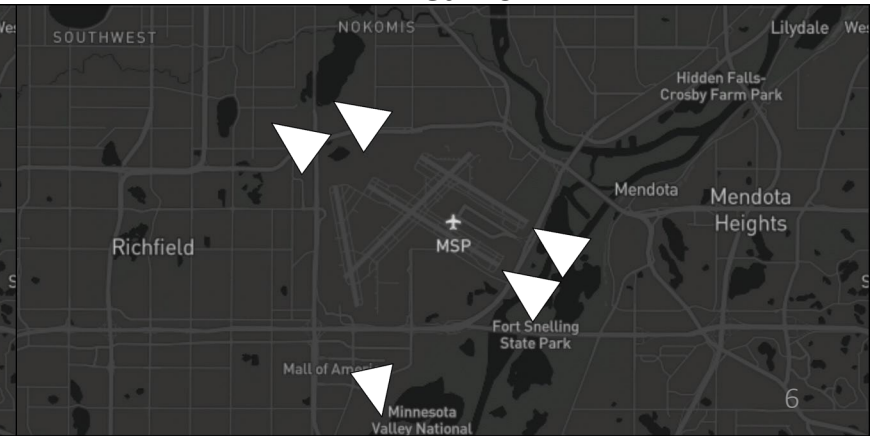 SOUTHWEST
NOKOMIS
Lilydale
Hidden Falls-
Crosby Farm Park
Mendota
Mendota
Heights
Richfield
MSP
Fort Snelling
State Park
Mall of Ameri
Minnesota
Valley National
6